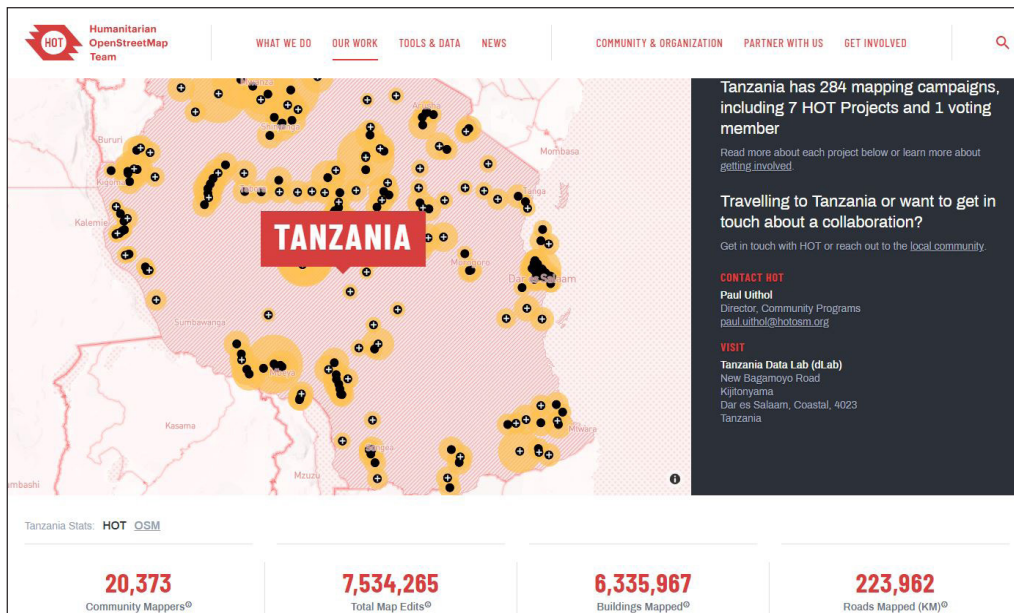 HOT
Humanitarian
OpenStreetMap
Team
WHAT WE DO
OUR WORK
TOOLS & DATA
NEWS
COMMUNITY & ORGANIZATION
PARTNER WITH US
GET INVOLVED
Bururi
Kigoma
Kalemie
Arusha
Mombasa
Tanga
TANZANIA
Morogoro
Dar es Salaam
Sumbawanga
Kasama
Mzuzu
Songea
Mtwara
mbashi
Tanzania has 284 mapping campaigns,
including 7 HOT Projects and 1 voting
member
Read more about each project below or learn more about
getting involved.
Travelling to Tanzania or want to get in
touch about a collaboration?
Get in touch with HOT or reach out to the local community.
CONTACT HOT
Paul Uithol
Director, Community Programs
paul.uithol@hotosm.org
VISIT
Tanzania Data Lab (dLab)
New Bagamoyo Road
Kijitonyama
Dar es Salaam, Coastal, 4023
Tanzania
Tanzania Stats: HOT OSM
20,373
Community Mappers
7,534,265
Total Map Edits
6,335,967
Buildings Mapped
223,962
Roads Mapped (KM)